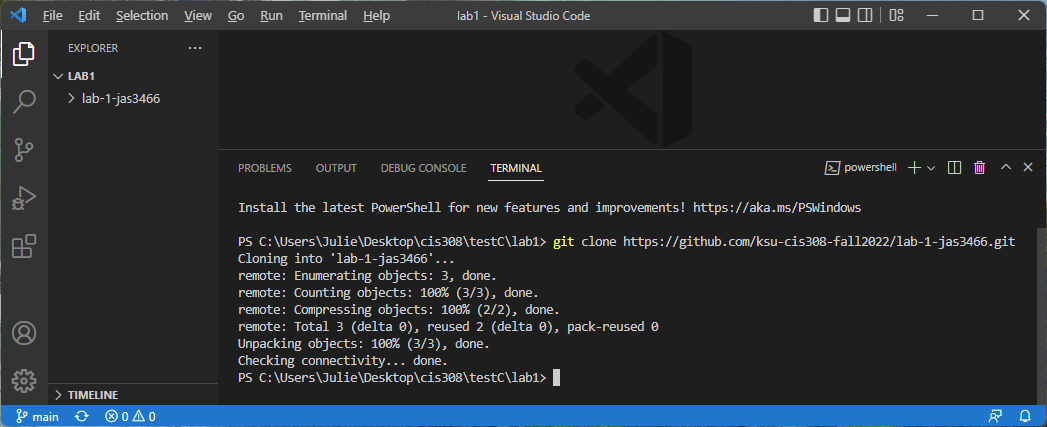 File Edit Selection View Go Run Terminal Help lab1 - Visual Studio Code
EXPLORER ...
LAB1
lab-1-jas3466
TIMELINE
PROBLEMS OUTPUT DEBUG CONSOLE TERMINAL powershell
Install the latest PowerShell for new features and improvements! https://aka.ms/PSWindows
PS C:\Users\Julie\Desktop\cis308\testC\lab1> git clone https://github.com/ksu-cis308-fall2022/lab-1-jas3466.git
Cloning into 'lab-1-jas3466'...
remote: Enumerating objects: 3, done.
remote: Counting objects: 100% (3/3), done.
remote: Compressing objects: 100% (2/2), done.
remote: Total 3 (delta 0), reused 2 (delta 0), pack-reused 0
Unpacking objects: 100% (3/3), done.
Checking connectivity... done.
PS C:\Users\Julie\Desktop\cis308\testC\lab1>
main 0 0